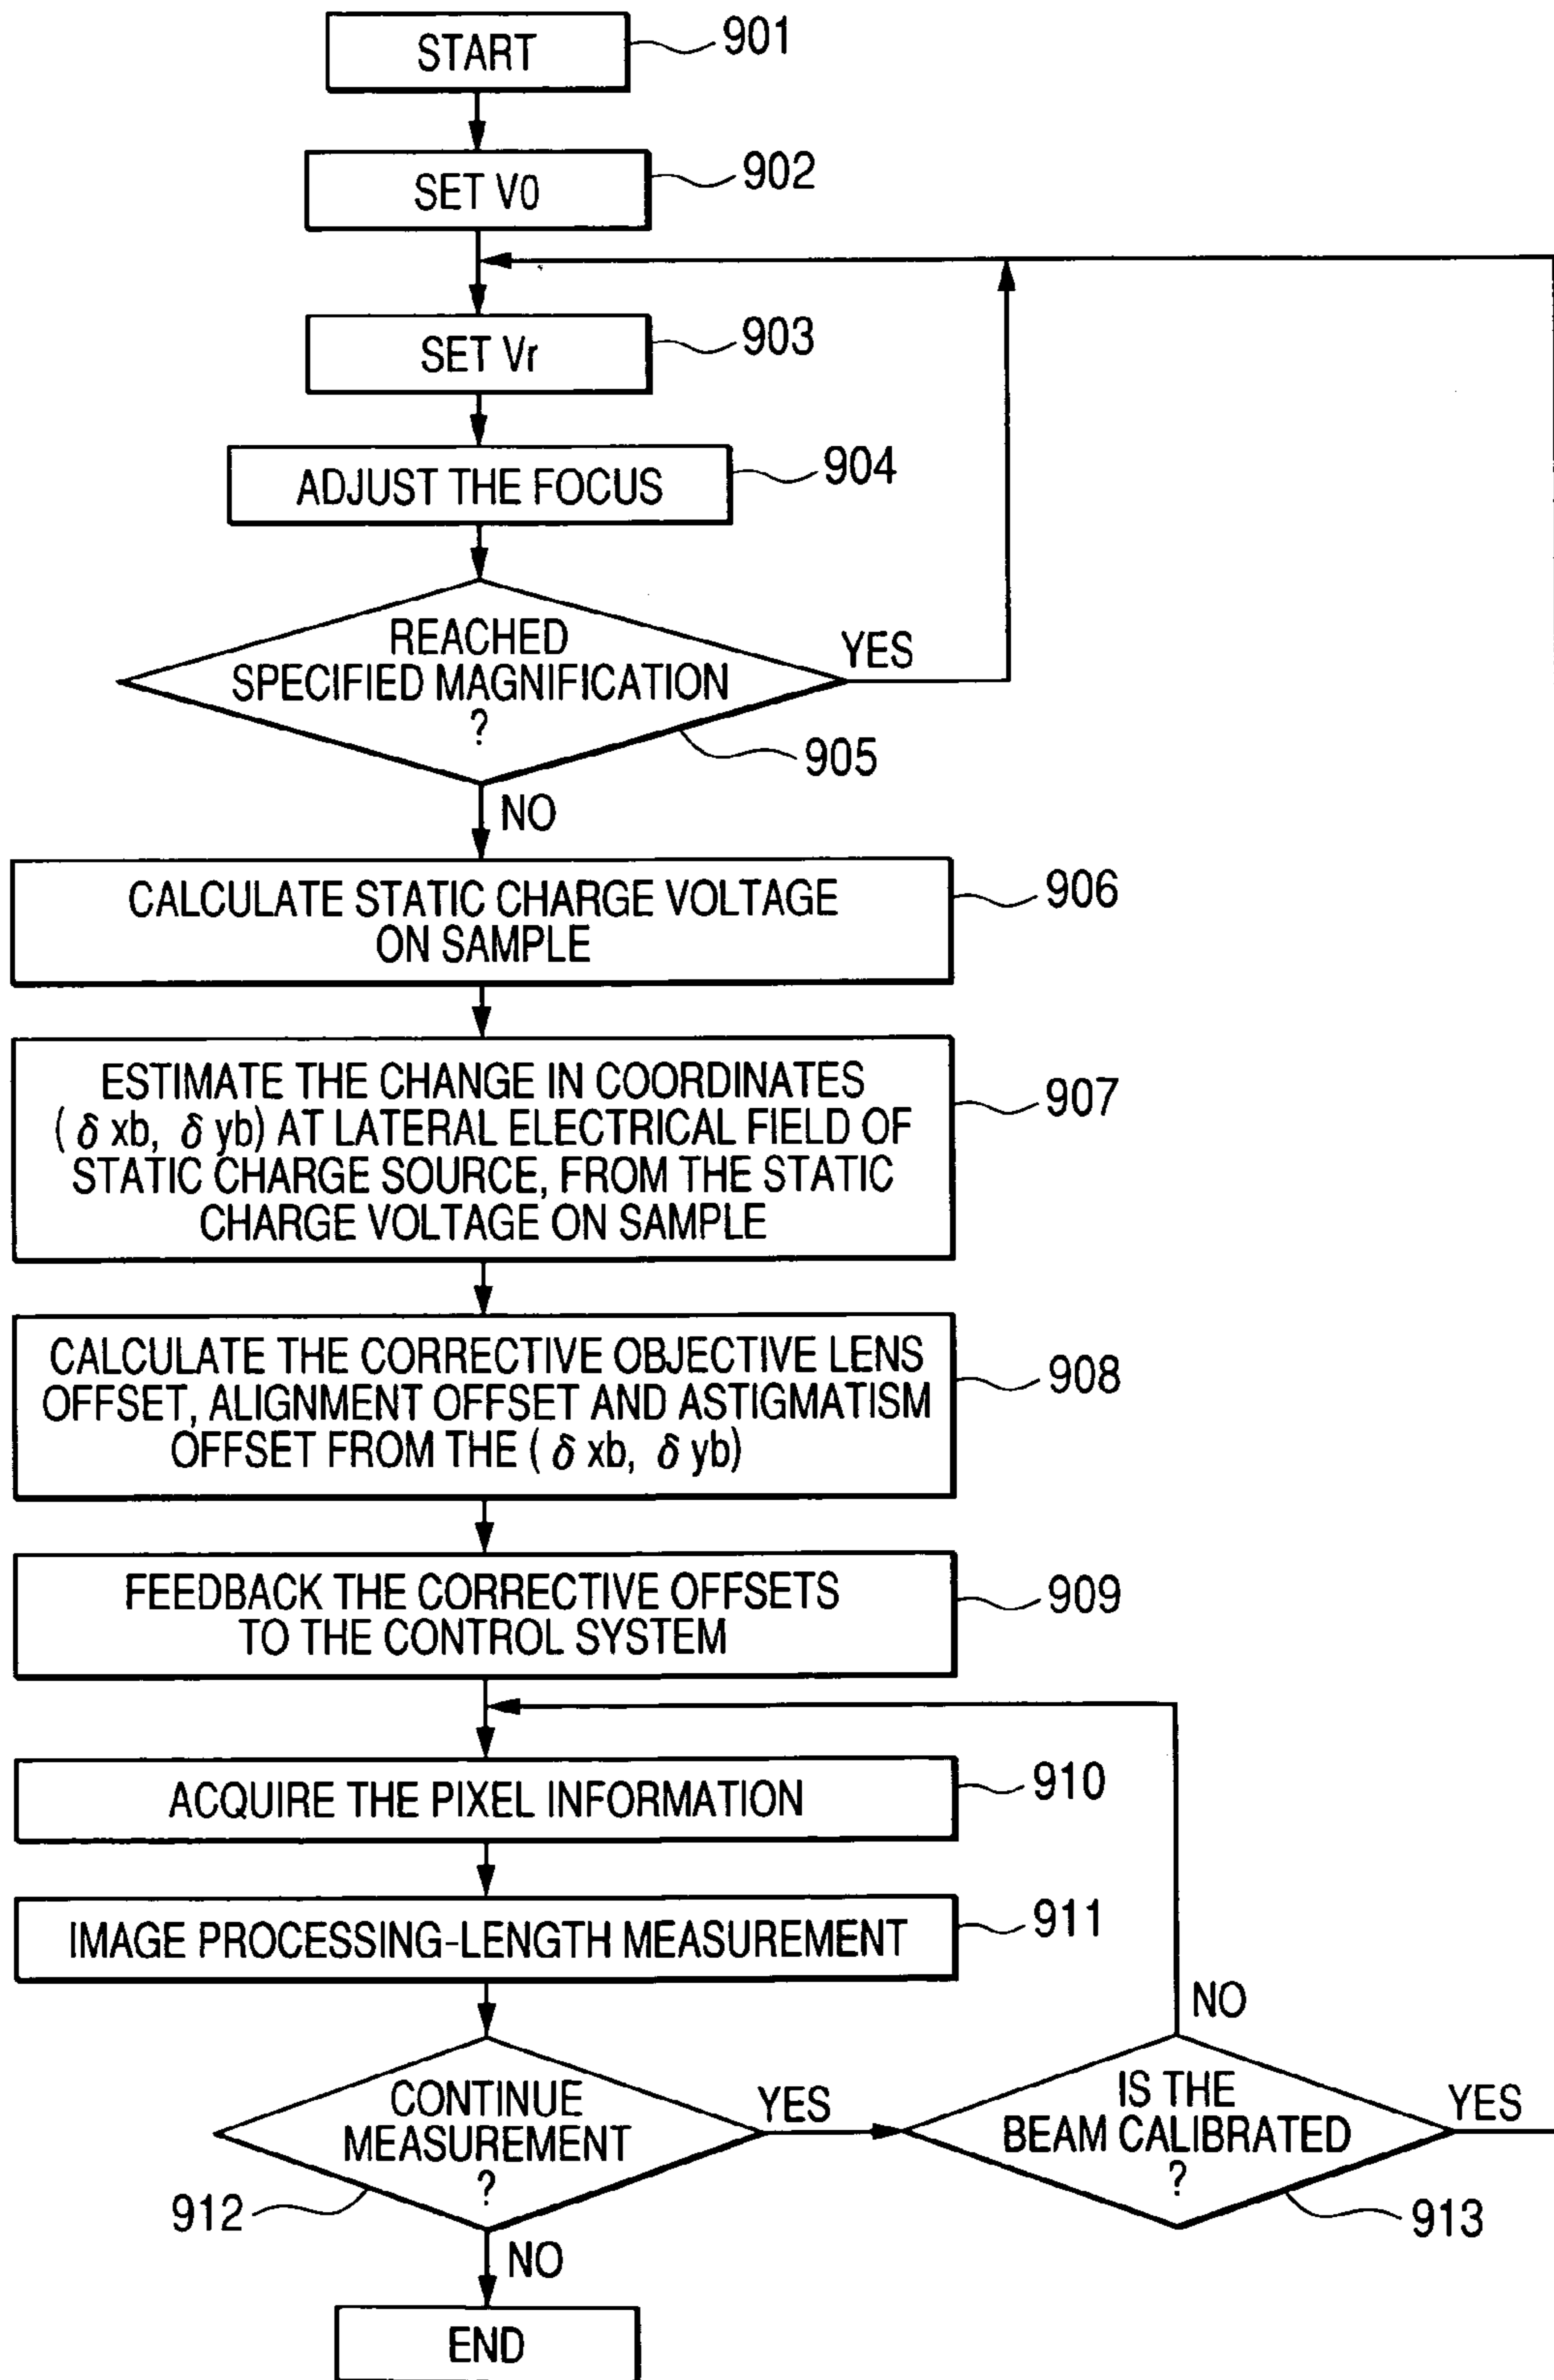 START
901
SET V0
902
SET Vr
903
ADJUST THE FOCUS
904
REACHED
SPECIFIED MAGNIFICATION
?
YES
905
NO
CALCULATE STATIC CHARGE VOLTAGE
ON SAMPLE
906
ESTIMATE THE CHANGE IN COORDINATES
(δ xb, δ yb) AT LATERAL ELECTRICAL FIELD OF
STATIC CHARGE SOURCE, FROM THE STATIC
CHARGE VOLTAGE ON SAMPLE
907
CALCULATE THE CORRECTIVE OBJECTIVE LENS
OFFSET, ALIGNMENT OFFSET AND ASTIGMATISM
OFFSET FROM THE (δ xb, δ yb)
908
FEEDBACK THE CORRECTIVE OFFSETS
TO THE CONTROL SYSTEM
909
ACQUIRE THE PIXEL INFORMATION
910
IMAGE PROCESSING-LENGTH MEASUREMENT
911
CONTINUE
MEASUREMENT
?
YES
912
NO
IS THE
BEAM CALIBRATED
?
NO
YES
913
END